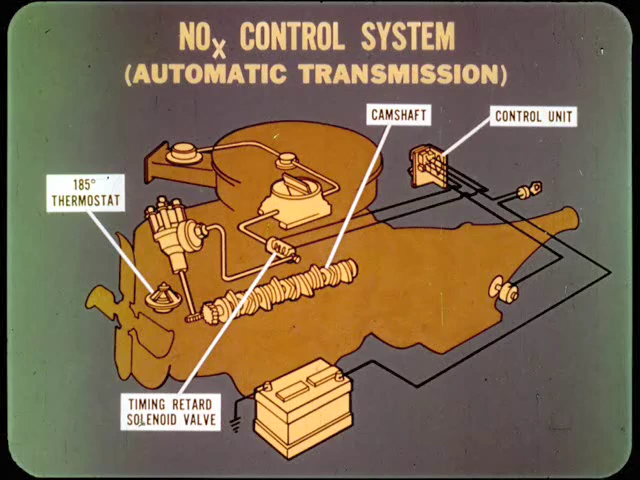 NOx CONTROL SYSTEM
(AUTOMATIC TRANSMISSION)
CAMSHAFT
CONTROL UNIT
185°
THERMOSTAT
TIMING RETARD
SOLENOID VALVE